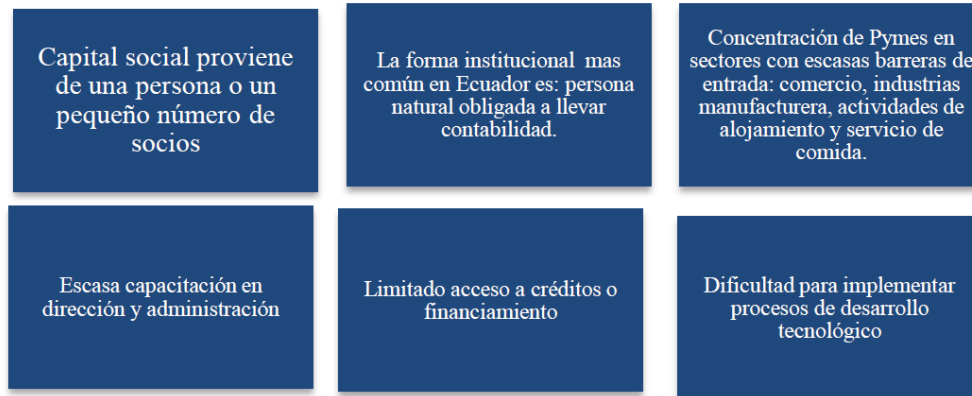 Capital social proviene
de una persona o un
pequeño número de
socios
La forma institucional mas
común en Ecuador es: persona
natural obligada a llevar
contabilidad.
Concentración de Pymes en
sectores con escasas barreras de
entrada: comercio, industrias
manufacturera, actividades de
alojamiento y servicio de
comida.
Escasa capacitación en
dirección y administración
Limitado acceso a créditos o
financiamiento
Dificultad para implementar
procesos de desarrollo
tecnológico